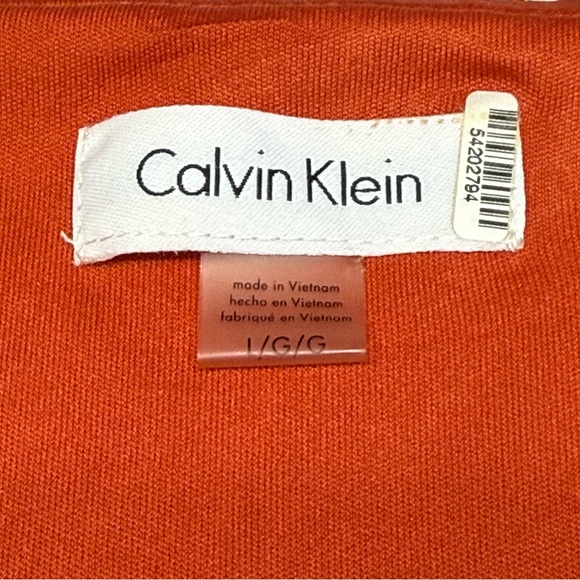 Calvin Klein
54202794
made in Vietnam
hecho en Vietnam
fabriqué en Vietnam
L/G/G